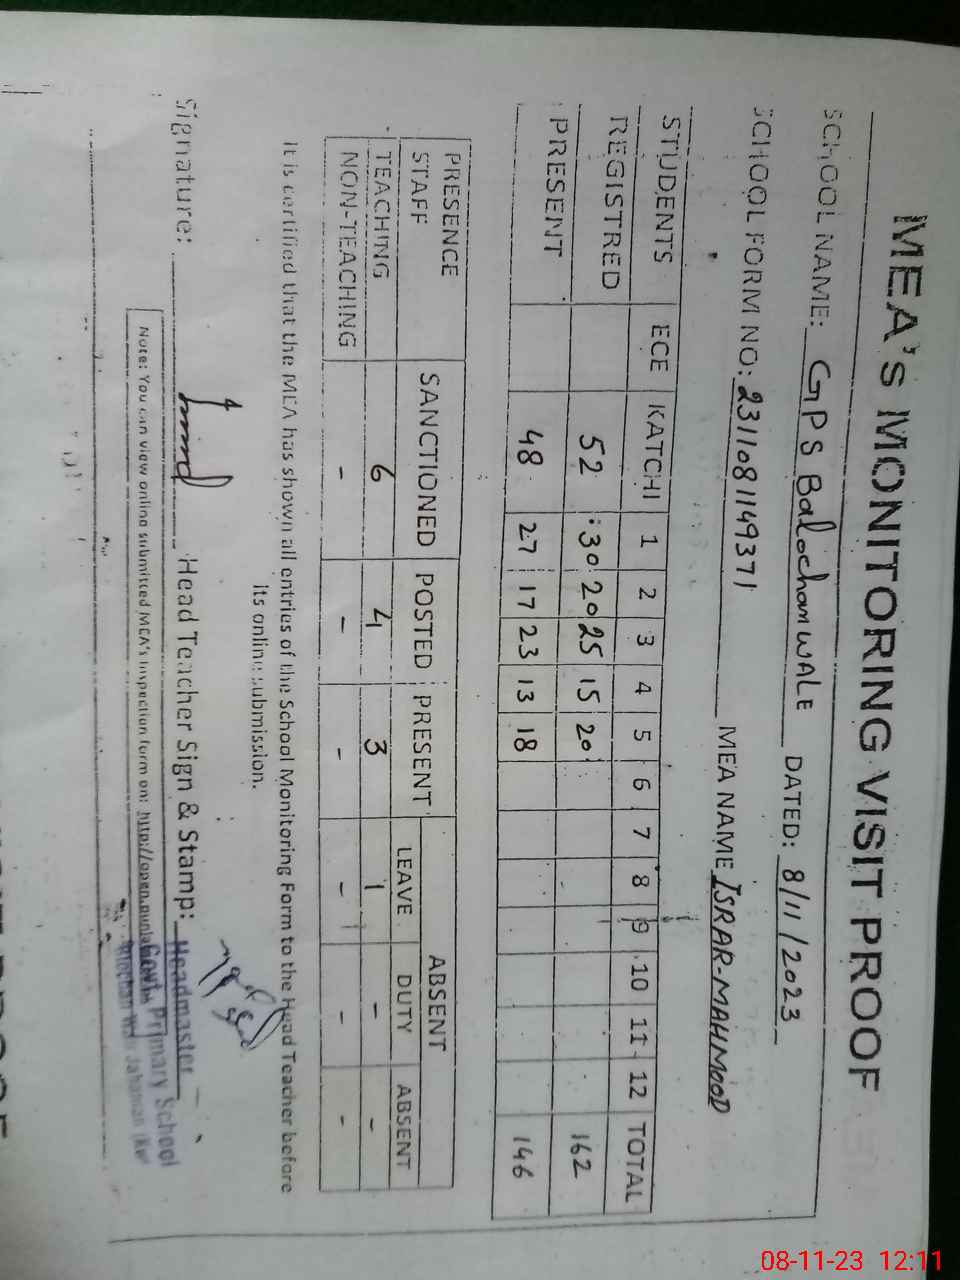 MEA'S MONITORING VISIT PROOF
SCHOOL NAME: GPS Balochanwale DATED: 8/11/2023
SCHOOL FORM NO: 2311081149371 MEA NAME ISRAR-MAHMOOD
STUDENTS ECE KATCHI 1 2 3 4 5 6 7 8 9 10 11 12 TOTAL
REGISTRED 52 30 20 25 15 20 162
PRESENT 48 27 17 23 13 18 146
PRESENCE STAFF SANCTIONED POSTED PRESENT ABSENT
LEAVE DUTY ABSENT
TEACHING 6 4 3 1 - -
NON-TEACHING - - - - - -
It is certified that the MEA has shown all entries of the School Monitoring Form to the Head Teacher before
its online submission.
Signature: Head Teacher Sign & Stamp:
Headmaster
Govt. Primary School
Note: You can view online submitted MEA's Inspection form on: http://open.punjab
08-11-23 12:11